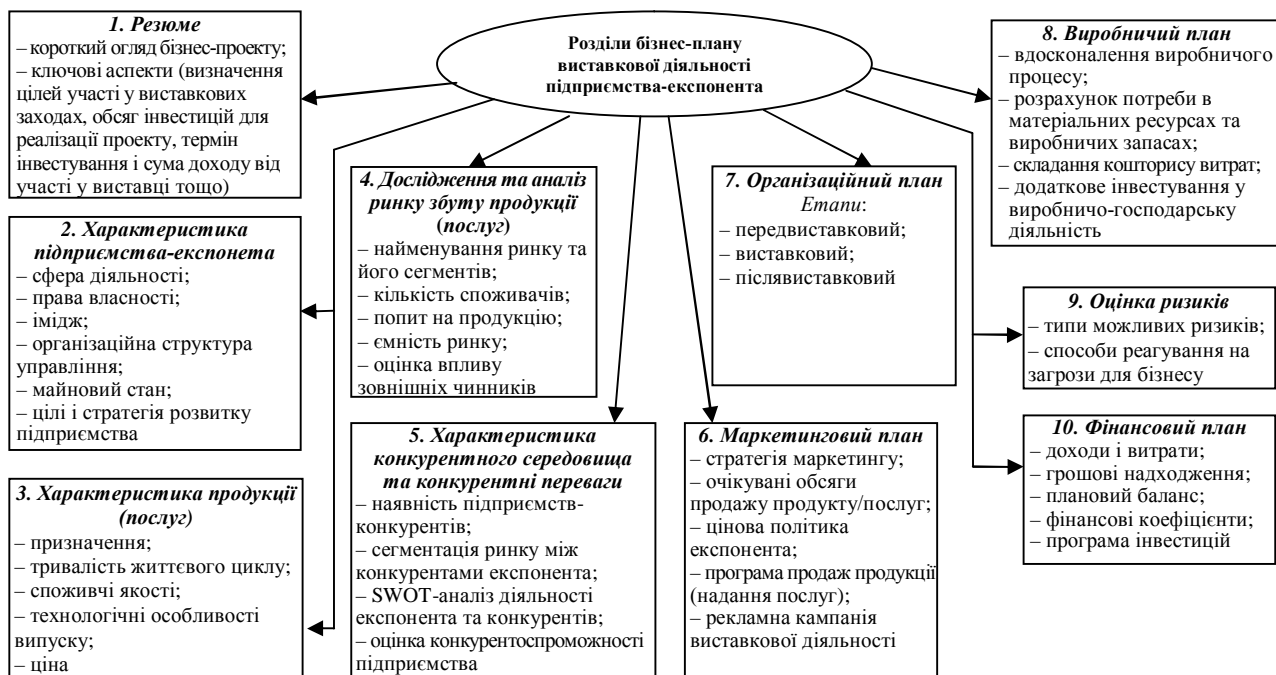 Розділи бізнес-плану
виставкової діяльності
підприємства-експонента
1. Резюме
– короткий огляд бізнес-проекту;
– ключові аспекти (визначення
цілей участі у виставкових
заходах, обсяг інвестицій для
реалізації проекту, термін
інвестування і сума доходу від
участі у виставці тощо)
2. Характеристика
підприємства-експонета
– сфера діяльності;
– права власності;
– імідж;
– організаційна структура
управління;
– майновий стан;
– цілі і стратегія розвитку
підприємства
3. Характеристика продукції
(послуг)
– призначення;
– тривалість життєвого циклу;
– споживчі якості;
– технологічні особливості
випуску;
– ціна
4. Дослідження та аналіз
ринку збуту продукції
(послуг)
– найменування ринку та
його сегментів;
– кількість споживачів;
– попит на продукцію;
– ємність ринку;
– оцінка впливу
зовнішніх чинників
5. Характеристика
конкурентного середовища
та конкурентні переваги
– наявність підприємств-
конкурентів;
– сегментація ринку між
конкурентами експонента;
– SWOT-аналіз діяльності
експонента та конкурентів;
– оцінка конкурентоспроможності
підприємства
6. Маркетинговий план
– стратегія маркетингу;
– очікувані обсяги
продажу продукту/послуг;
– цінова політика
експонента;
– програма продаж продукції
(надання послуг);
– рекламна кампанія
виставкової діяльності
7. Організаційний план
Етапи:
– передвиставковий;
– виставковий;
– післявиставковий
8. Виробничий план
– вдосконалення виробничого
процесу;
– розрахунок потреби в
матеріальних ресурсах та
виробничих запасах;
– складання кошторису витрат;
– додаткове інвестування у
виробничо-господарську
діяльність
9. Оцінка ризиків
– типи можливих ризиків;
– способи реагування на
загрози для бізнесу
10. Фінансовий план
– доходи і витрати;
– грошові надходження;
– плановий баланс;
– фінансові коефіцієнти;
– програма інвестицій